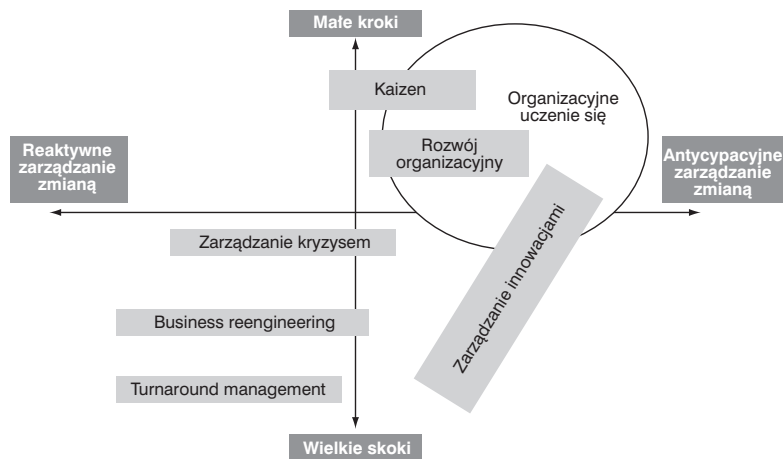 Małe kroki
Kaizen
Organizacyjne
uczenie się
Rozwój
organizacyjny
Reaktywne
zarządzanie
zmianą
Antycypacyjne
zarządzanie
zmianą
Zarządzanie kryzysem
Zarządzanie innowacjami
Business reengineering
Turnaround management
Wielkie skoki